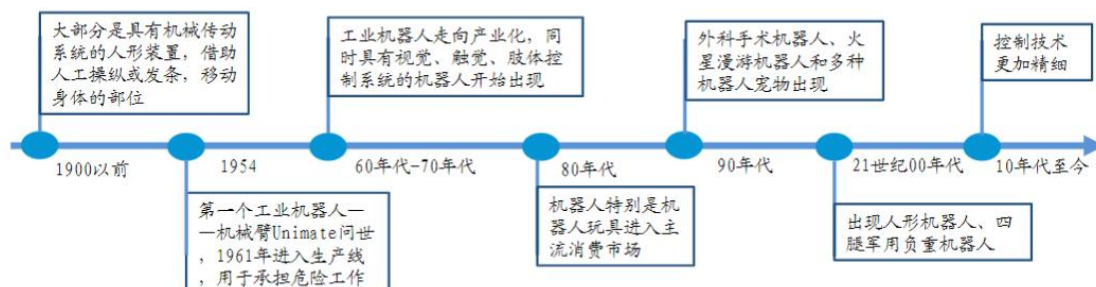 大部分是具有机械传动
系统的人形装置，借助
人工操纵或发条，移动
身体的部位
工业机器人走向产业化，同
时具有视觉、触觉、肢体控
制系统的机器人开始出现
外科手术机器人、火
星漫游机器人和多种
机器人宠物出现
控制技术
更加精细
1900以前
1954
60年代-70年代
80年代
90年代
21世纪00年代
10年代至今
第一个工业机器人—
—机械臂Unimate问世
，1961年进入生产线
，用于承担危险工作
机器人特别是机
器人玩具进入主
流消费市场
出现人形机器人、四
腿军用负重机器人